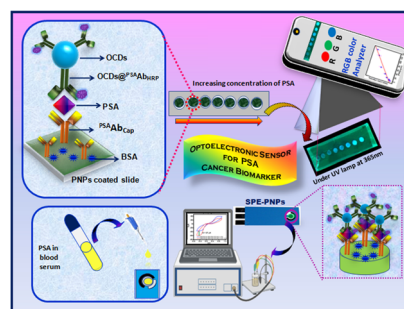 OCDs
OCDs@PSAAbHRP
PSA
PSAAbCap
BSA
PNPs coated slide
Increasing concentration of PSA
R G B
RGB color
Analyzer
Under UV lamp at 365nm
OPTOELECTRONIC SENSOR
FOR PSA
CANCER BIOMARKER
SPE-PNPs
PSA in
blood
serum